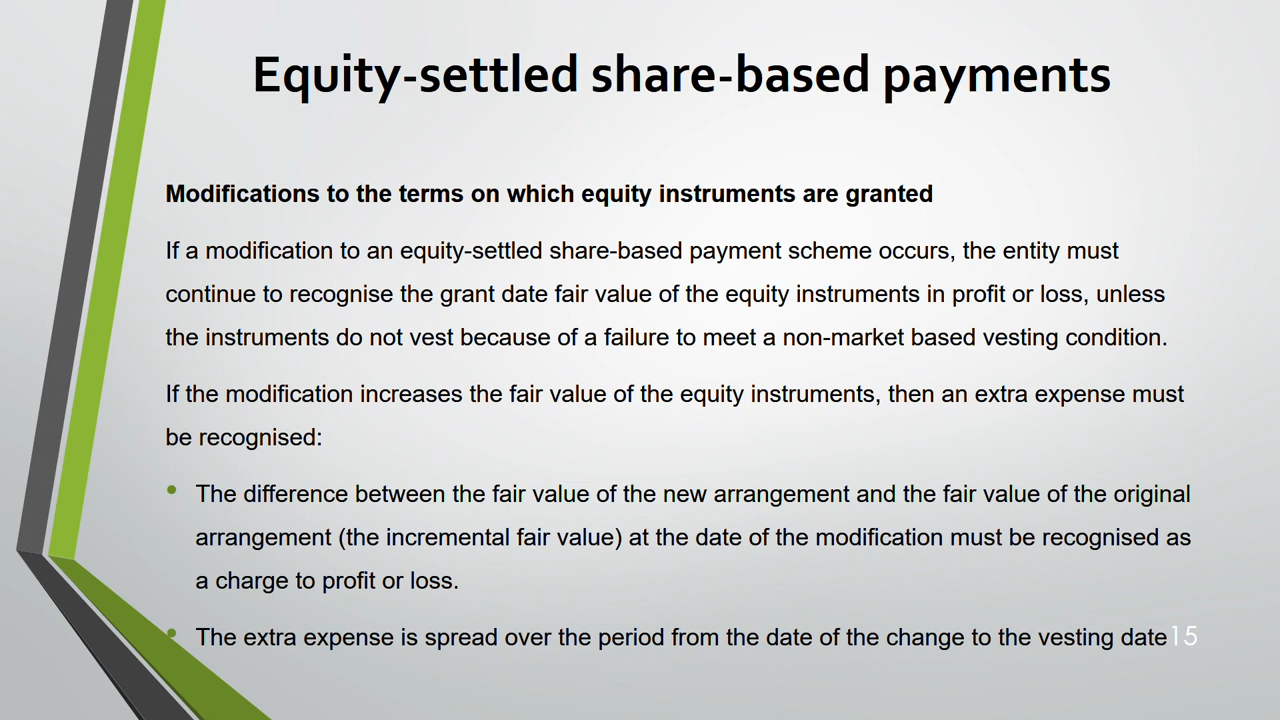 Equity-settled share-based payments
Modifications to the terms on which equity instruments are granted
If a modification to an equity-settled share-based payment scheme occurs, the entity must
continue to recognise the grant date fair value of the equity instruments in profit or loss, unless
the instruments do not vest because of a failure to meet a non-market based vesting condition.
If the modification increases the fair value of the equity instruments, then an extra expense must
be recognised:
• The difference between the fair value of the new arrangement and the fair value of the original
arrangement (the incremental fair value) at the date of the modification must be recognised as
a charge to profit or loss.
• The extra expense is spread over the period from the date of the change to the vesting date
15